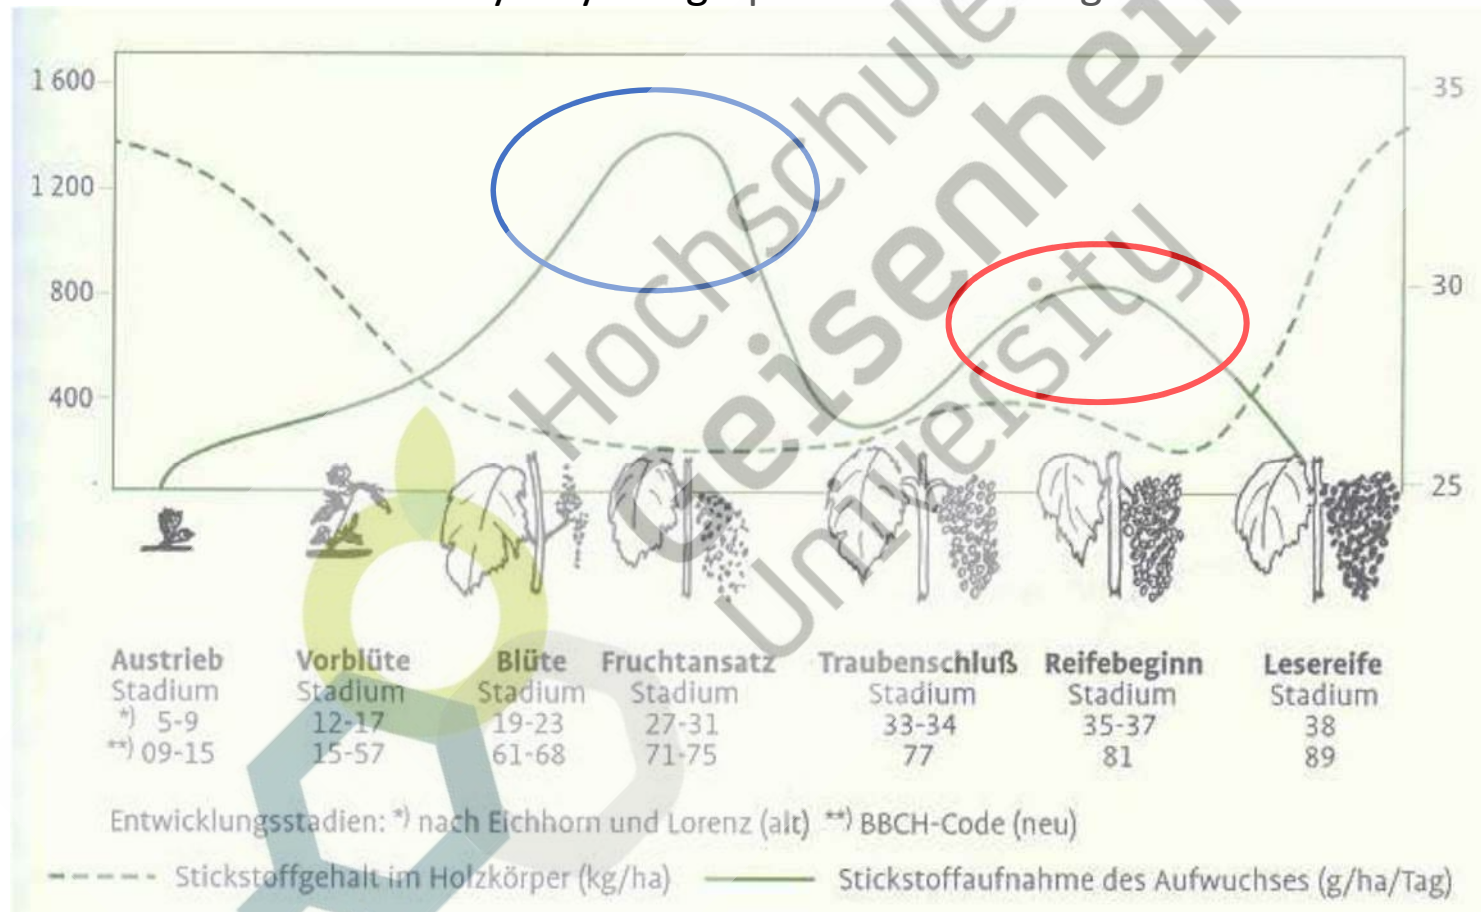 1 600
1 200
800
400
35
30
25
Hochschule
Geisenheim
University
Austrieb Vorblüte Blüte Fruchtansatz Traubenschluß Reifebeginn Lesereife
Stadium Stadium Stadium Stadium Stadium Stadium Stadium
*) 5-9 12-17 19-23 27-31 33-34 35-37 38
**) 09-15 15-57 61-68 71-75 77 81 89
Entwicklungsstadien: *) nach Eichhorn und Lorenz (alt) **) BBCH-Code (neu)
Stickstoffgehalt im Holzkörper (kg/ha) Stickstoffaufnahme des Aufwuchses (g/ha/Tag)